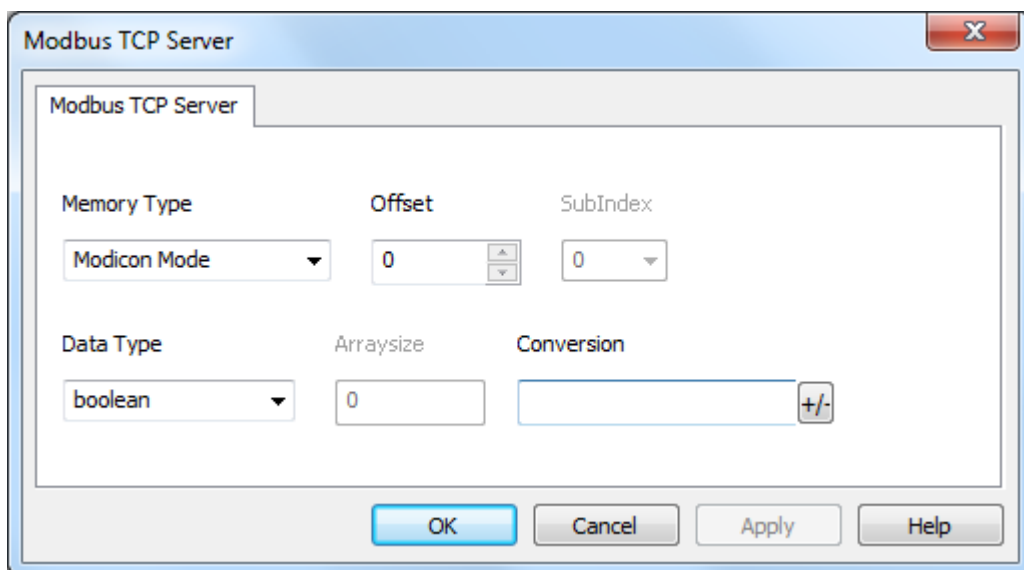 Modbus TCP Server
Modbus TCP Server
Memory Type Offset SubIndex
Modicon Mode 0 0
Data Type Arraysize Conversion
boolean 0 +/-
OK Cancel Apply Help